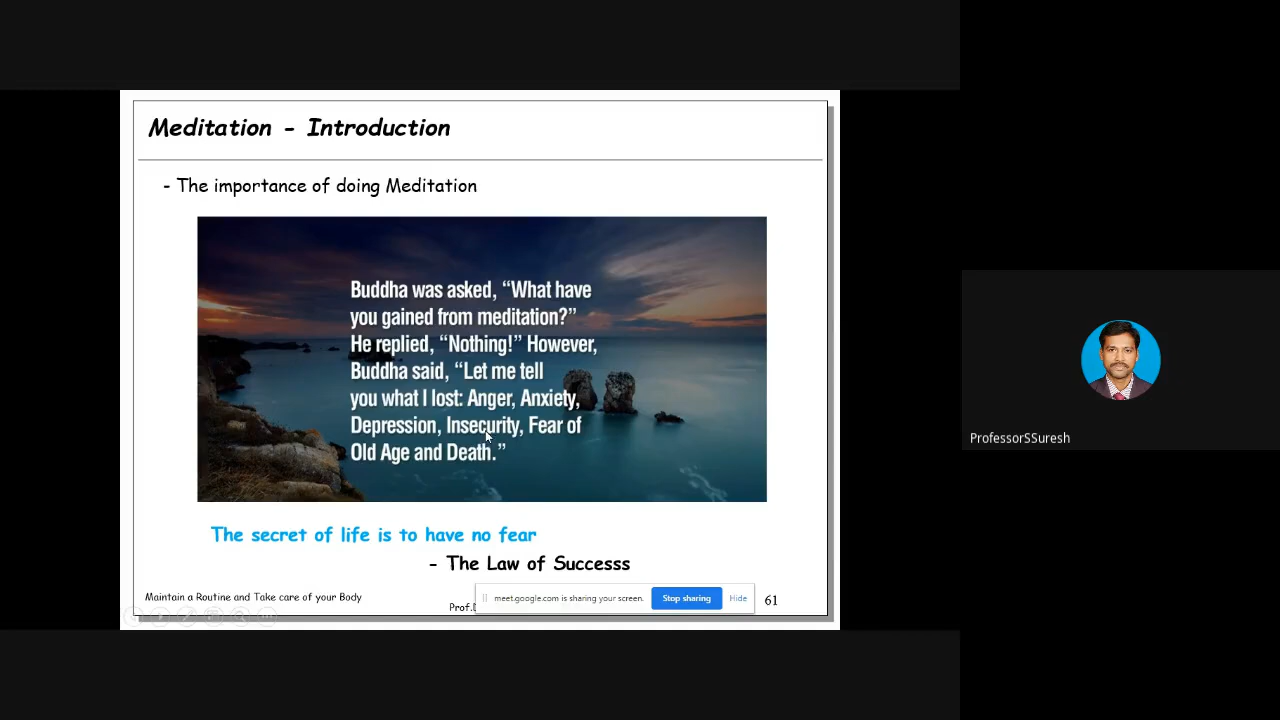 Meditation - Introduction
- The importance of doing Meditation
Buddha was asked, “What have
you gained from meditation?”
He replied, “Nothing!” However,
Buddha said, “Let me tell
you what I lost: Anger, Anxiety,
Depression, Insecurity, Fear of
Old Age and Death.”
The secret of life is to have no fear
- The Law of Successs
Maintain a Routine and Take care of your Body
Prof.
meet.google.com is sharing your screen.
Stop sharing
Hide
61
ProfessorSSuresh